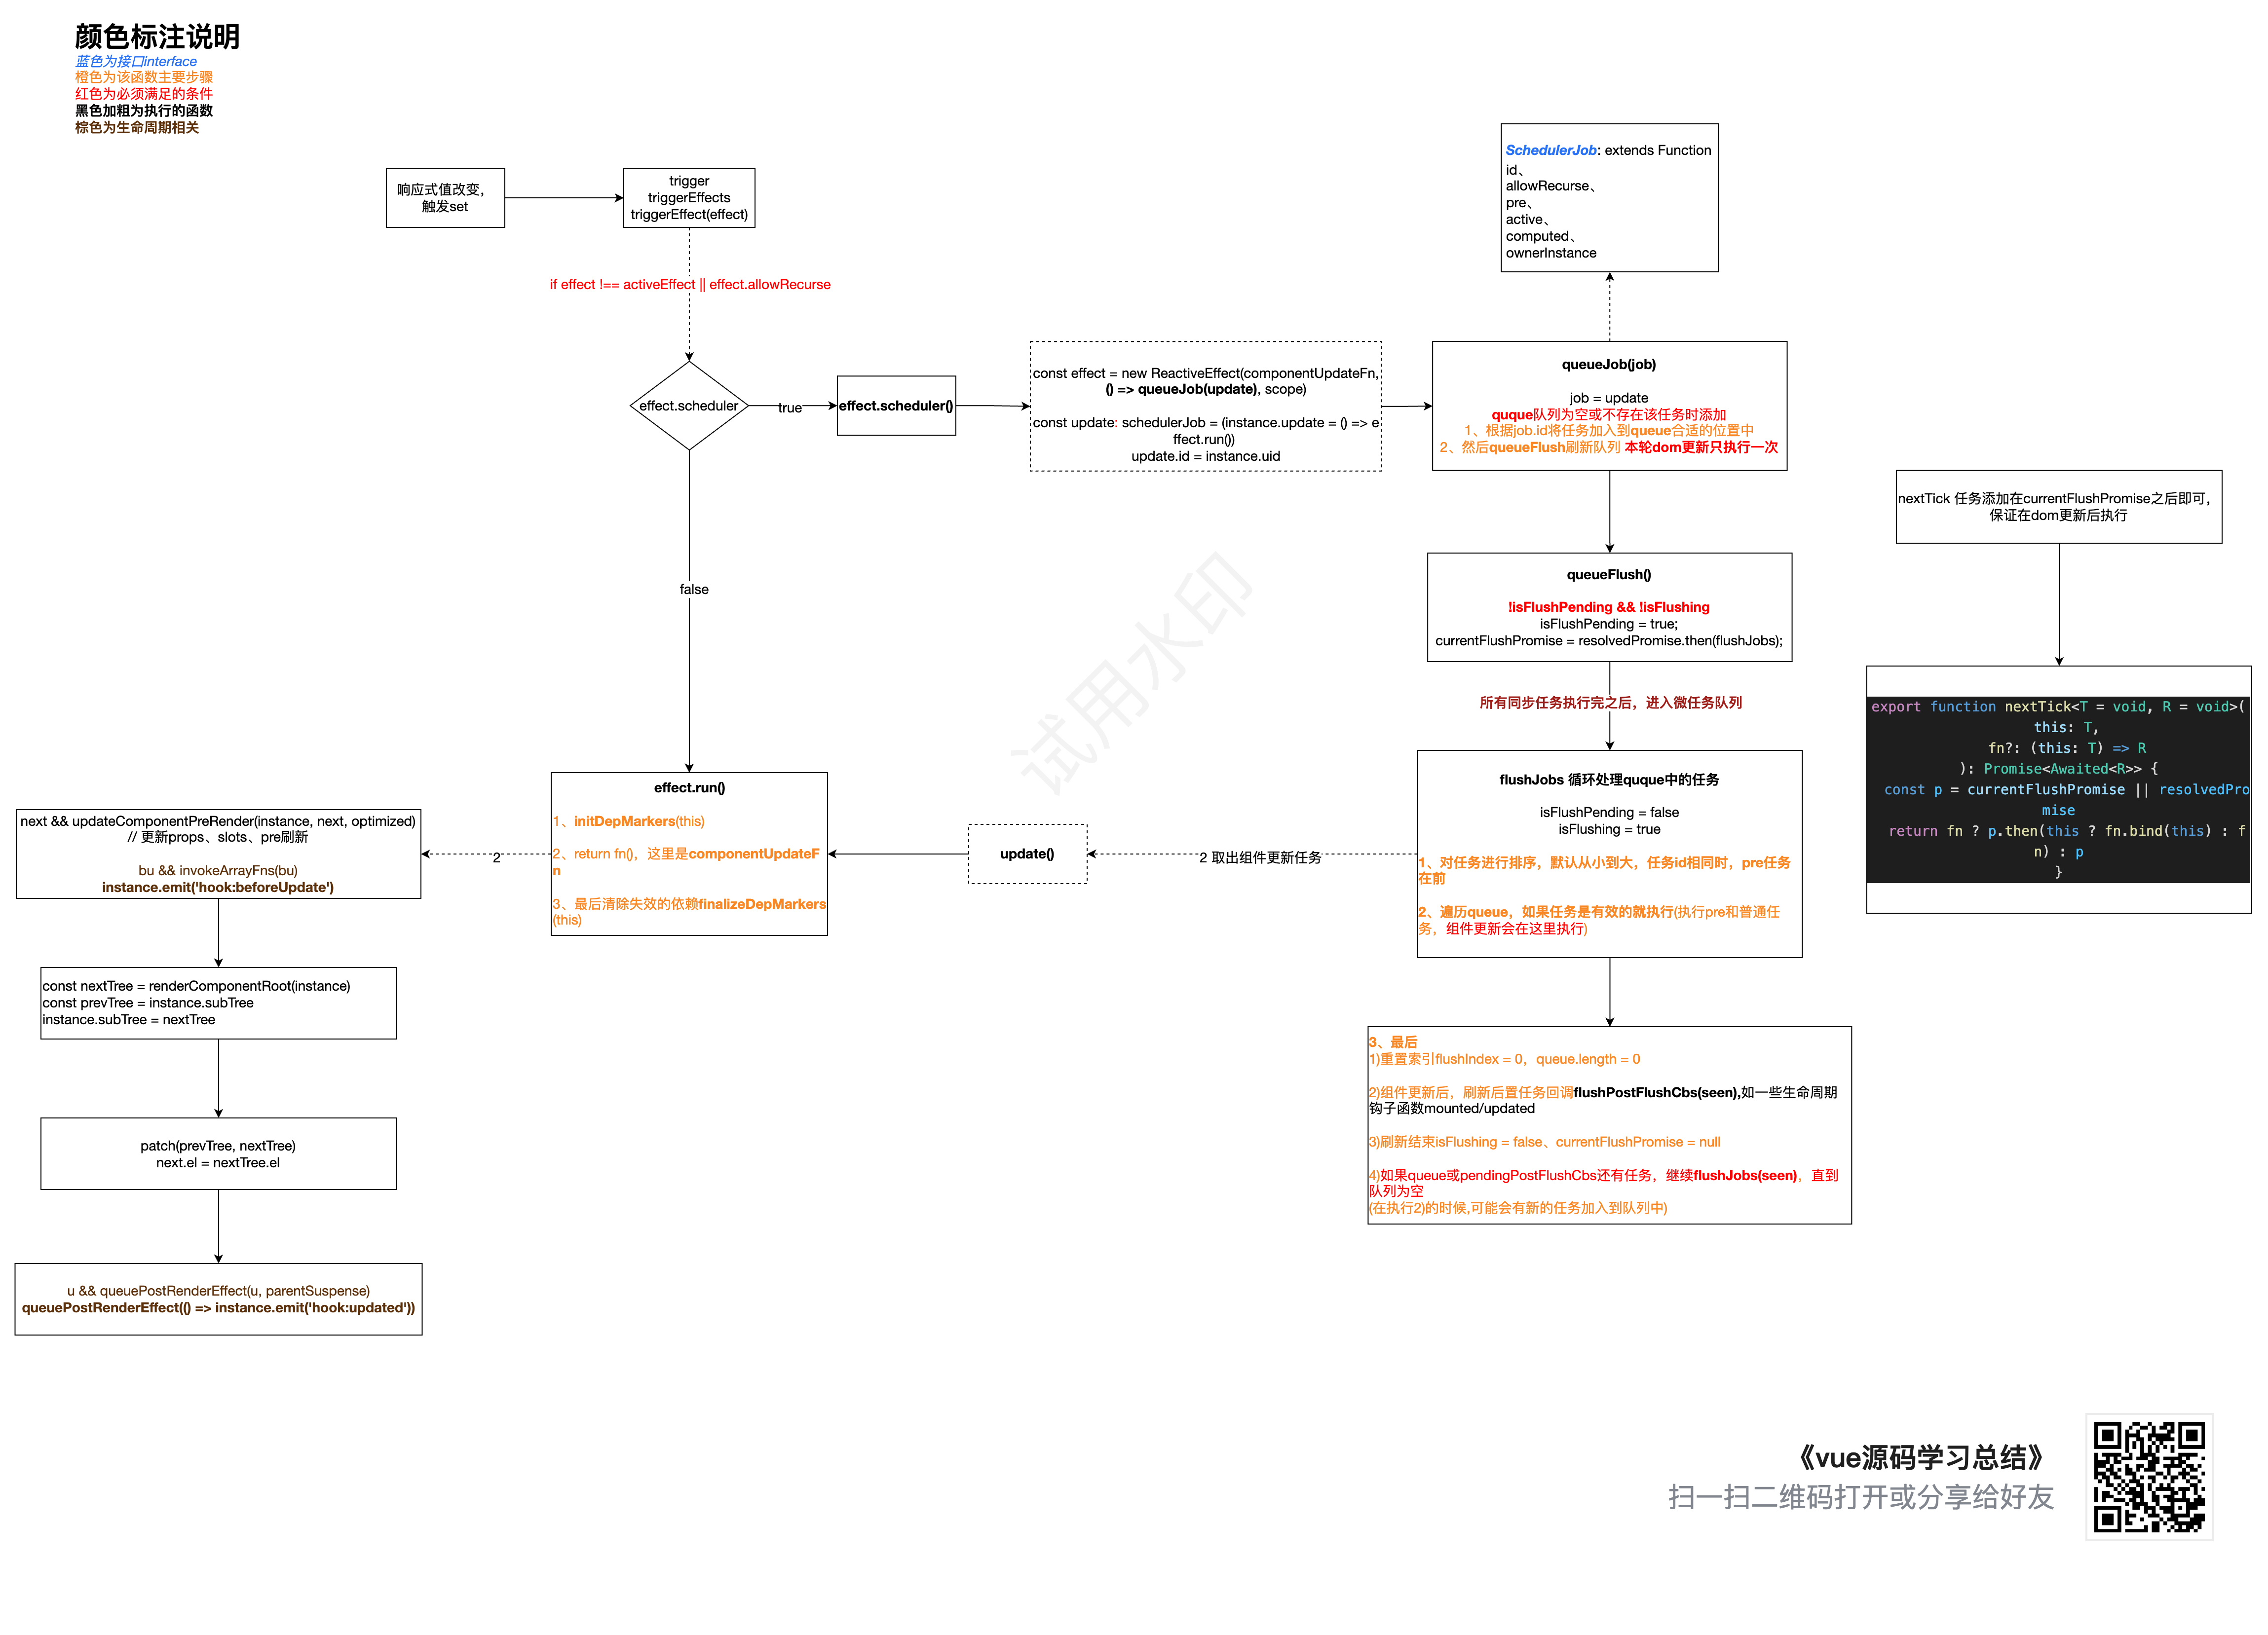 颜色标注说明
蓝色为接口interface
橙色为该函数主要步骤
红色为必须满足的条件
黑色加粗为执行的函数
棕色为生命周期相关
响应式值改变，
触发set
trigger
triggerEffects
triggerEffect(effect)
if effect !== activeEffect || effect.allowRecurse
effect.scheduler
true
false
effect.scheduler()
const effect = new ReactiveEffect(componentUpdateFn,
() => queueJob(update), scope)
const update: schedulerJob = (instance.update = () => e
ffect.run())
update.id = instance.uid
SchedulerJob: extends Function
id、
allowRecurse、
pre、
active、
computed、
ownerInstance
queueJob(job)
job = update
quque队列为空或不存在该任务时添加
1、根据job.id将任务加入到queue合适的位置中
2、然后queueFlush刷新队列 本轮dom更新只执行一次
queueFlush()
!isFlushPending && !isFlushing
isFlushPending = true;
currentFlushPromise = resolvedPromise.then(flushJobs);
所有同步任务执行完之后，进入微任务队列
flushJobs 循环处理quque中的任务
isFlushPending = false
isFlushing = true
1、对任务进行排序，默认从小到大，任务id相同时，pre任务
在前
2、遍历queue，如果任务是有效的就执行(执行pre和普通任
务，组件更新会在这里执行)
3、最后
1)重置索引flushIndex = 0，queue.length = 0
2)组件更新后，刷新后置任务回调flushPostFlushCbs(seen),如一些生命周期
钩子函数mounted/updated
3)刷新结束isFlushing = false、currentFlushPromise = null
4)如果queue或pendingPostFlushCbs还有任务，继续flushJobs(seen)，直到
队列为空
(在执行2)的时候,可能会有新的任务加入到队列中)
2 取出组件更新任务
update()
effect.run()
1、initDepMarkers(this)
2、return fn()，这里是componentUpdateF
n
3、最后清除失效的依赖finalizeDepMarkers
(this)
2
next && updateComponentPreRender(instance, next, optimized)
// 更新props、slots、pre刷新
bu && invokeArrayFns(bu)
instance.emit('hook:beforeUpdate')
const nextTree = renderComponentRoot(instance)
const prevTree = instance.subTree
instance.subTree = nextTree
patch(prevTree, nextTree)
next.el = nextTree.el
u && queuePostRenderEffect(u, parentSuspense)
queuePostRenderEffect(() => instance.emit('hook:updated'))
nextTick 任务添加在currentFlushPromise之后即可，
保证在dom更新后执行
export function nextTick<T = void, R = void>(
this: T,
fn?: (this: T) => R
): Promise<Awaited<R>> {
const p = currentFlushPromise || resolvedPro
mise
return fn ? p.then(this ? fn.bind(this) : f
n) : p
}
试用水印
《vue源码学习总结》
扫一扫二维码打开或分享给好友